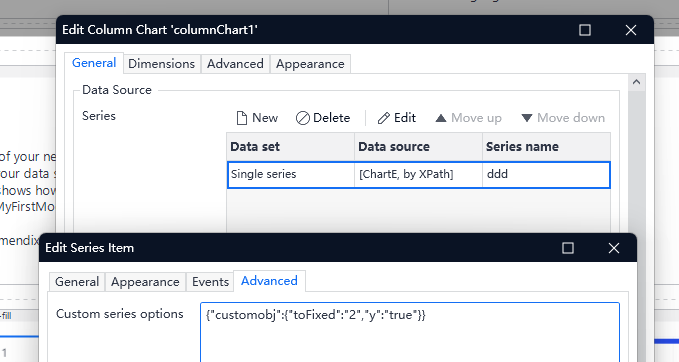 Edit Column Chart 'columnChart1'
General Dimensions Advanced Appearance
Data Source
Series New Delete Edit Move up Move down
Data set Data source Series name
Single series [ChartE, by XPath] ddd
of your ne
our data s
shows how
MyFirstMo
mendix
Edit Series Item
General Appearance Events Advanced
-fill
Custom series options {"customobj":{"toFixed":"2","y":"true"}}
1